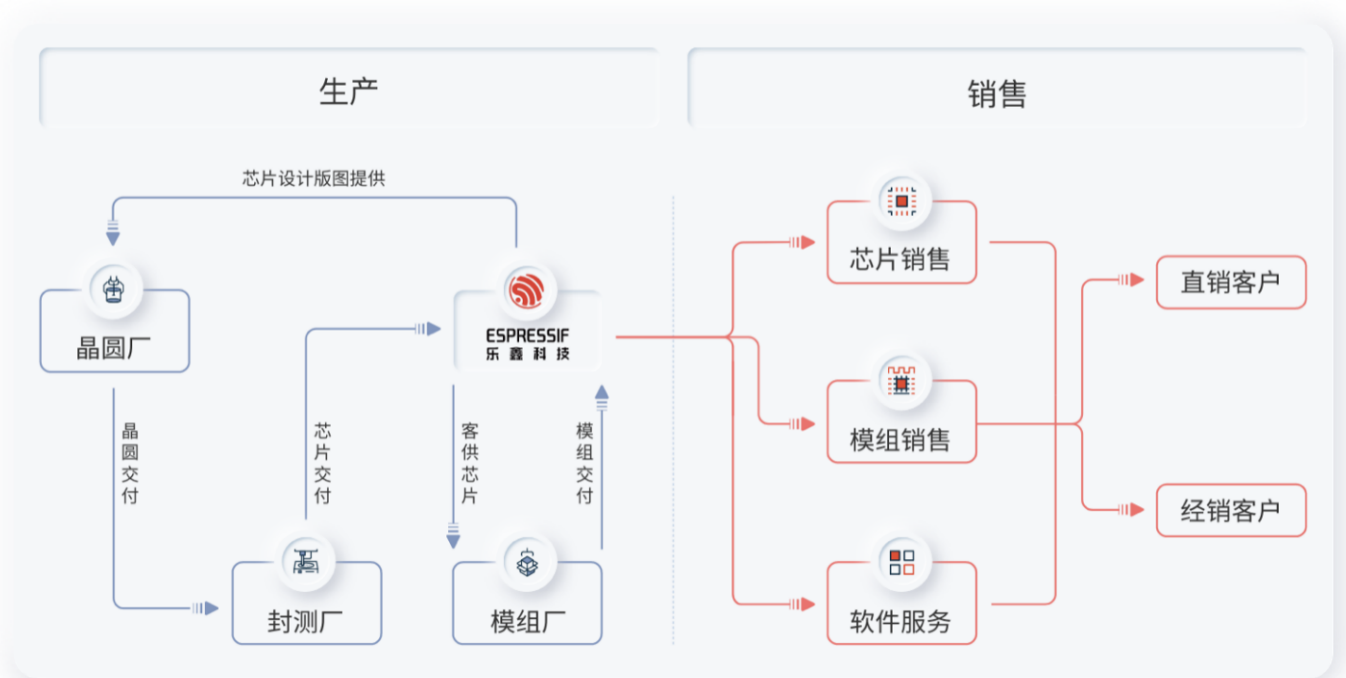 生产
销售
芯片设计版图提供
晶圆厂
ESPRESSIF
乐鑫科技
晶圆交付
芯片交付
客供芯片
模组交付
封测厂
模组厂
芯片销售
模组销售
软件服务
直销客户
经销客户